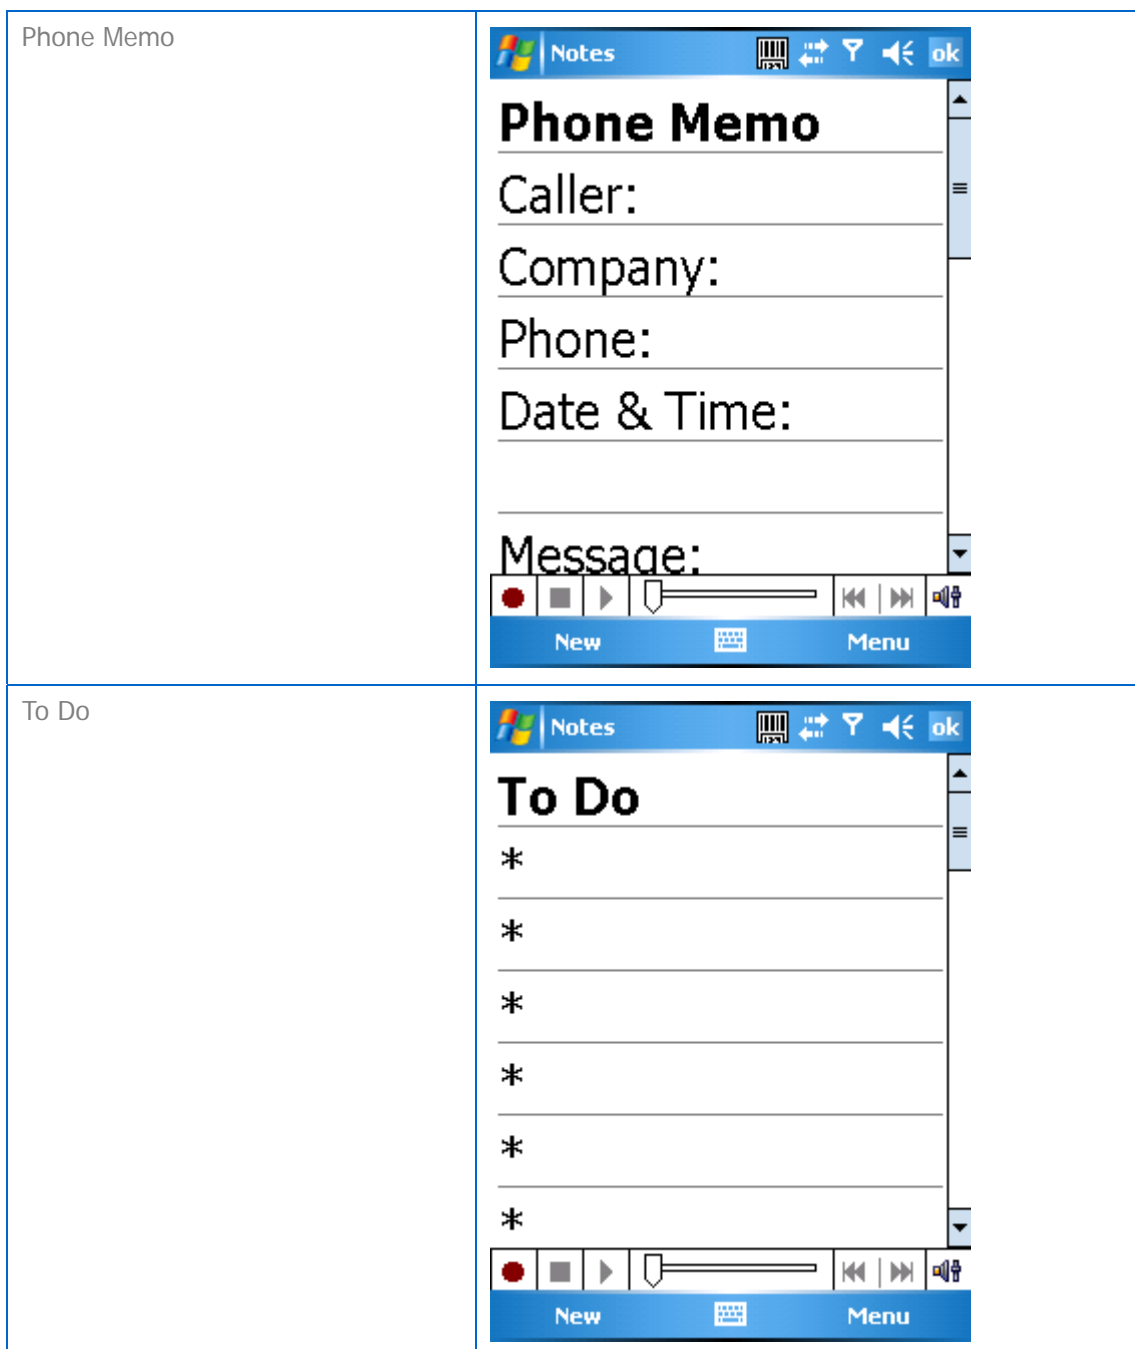 Phone Memo
Notes
ok
Phone Memo
Caller:
Company:
Phone:
Date & Time:
Message:
New
Menu
To Do
Notes
ok
To Do
*
*
*
*
*
*
New
Menu